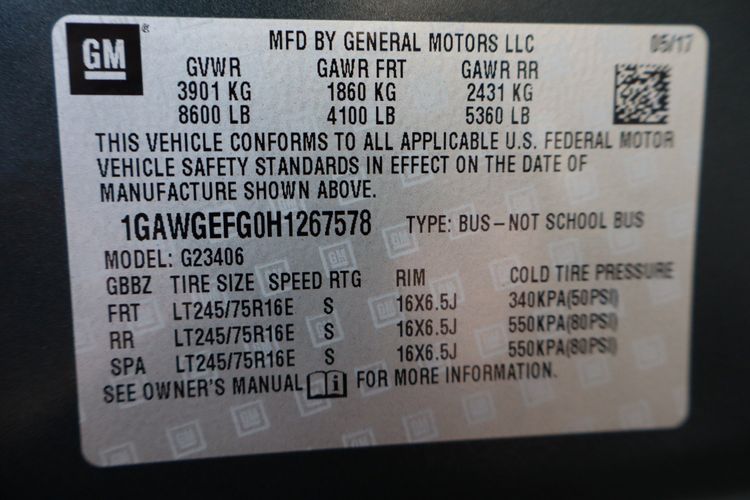 GM
MFD BY GENERAL MOTORS LLC 05/17
GVWR GAWR FRT GAWR RR
3901 KG 1860 KG 2431 KG
8600 LB 4100 LB 5360 LB
THIS VEHICLE CONFORMS TO ALL APPLICABLE U.S. FEDERAL MOTOR
VEHICLE SAFETY STANDARDS IN EFFECT ON THE DATE OF
MANUFACTURE SHOWN ABOVE.
1GAWGEFG0H1267578 TYPE: BUS-NOT SCHOOL BUS
MODEL: G23406
GBBZ TIRE SIZE SPEED RTG RIM COLD TIRE PRESSURE
FRT LT245/75R16E S 16X6.5J 340KPA(50PSI)
RR LT245/75R16E S 16X6.5J 550KPA(80PSI)
SPA LT245/75R16E S 16X6.5J 550KPA(80PSI)
SEE OWNER'S MANUAL i FOR MORE INFORMATION.